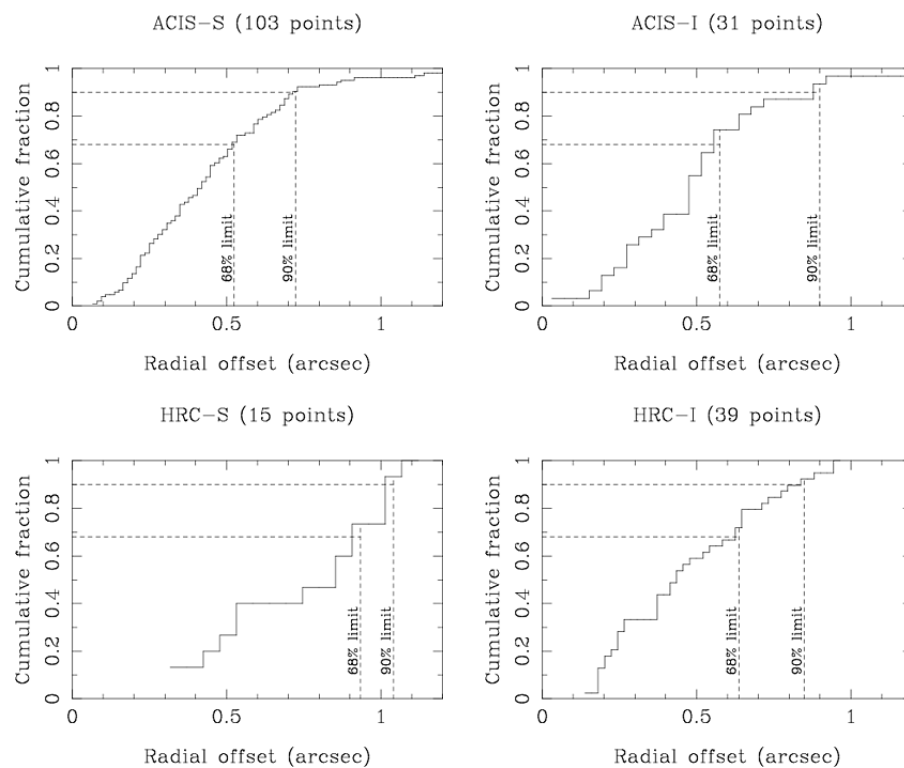 ACIS−S (103 points)
Cumulative fraction
0 0.2 0.4 0.6 0.8 1
68% limit
90% limit
0 0.5 1
Radial offset (arcsec)
ACIS−I (31 points)
Cumulative fraction
0 0.2 0.4 0.6 0.8 1
68% limit
90% limit
0 0.5 1
Radial offset (arcsec)
HRC−S (15 points)
Cumulative fraction
0 0.2 0.4 0.6 0.8 1
68% limit
90% limit
0 0.5 1
Radial offset (arcsec)
HRC−I (39 points)
Cumulative fraction
0 0.2 0.4 0.6 0.8 1
68% limit
90% limit
0 0.5 1
Radial offset (arcsec)